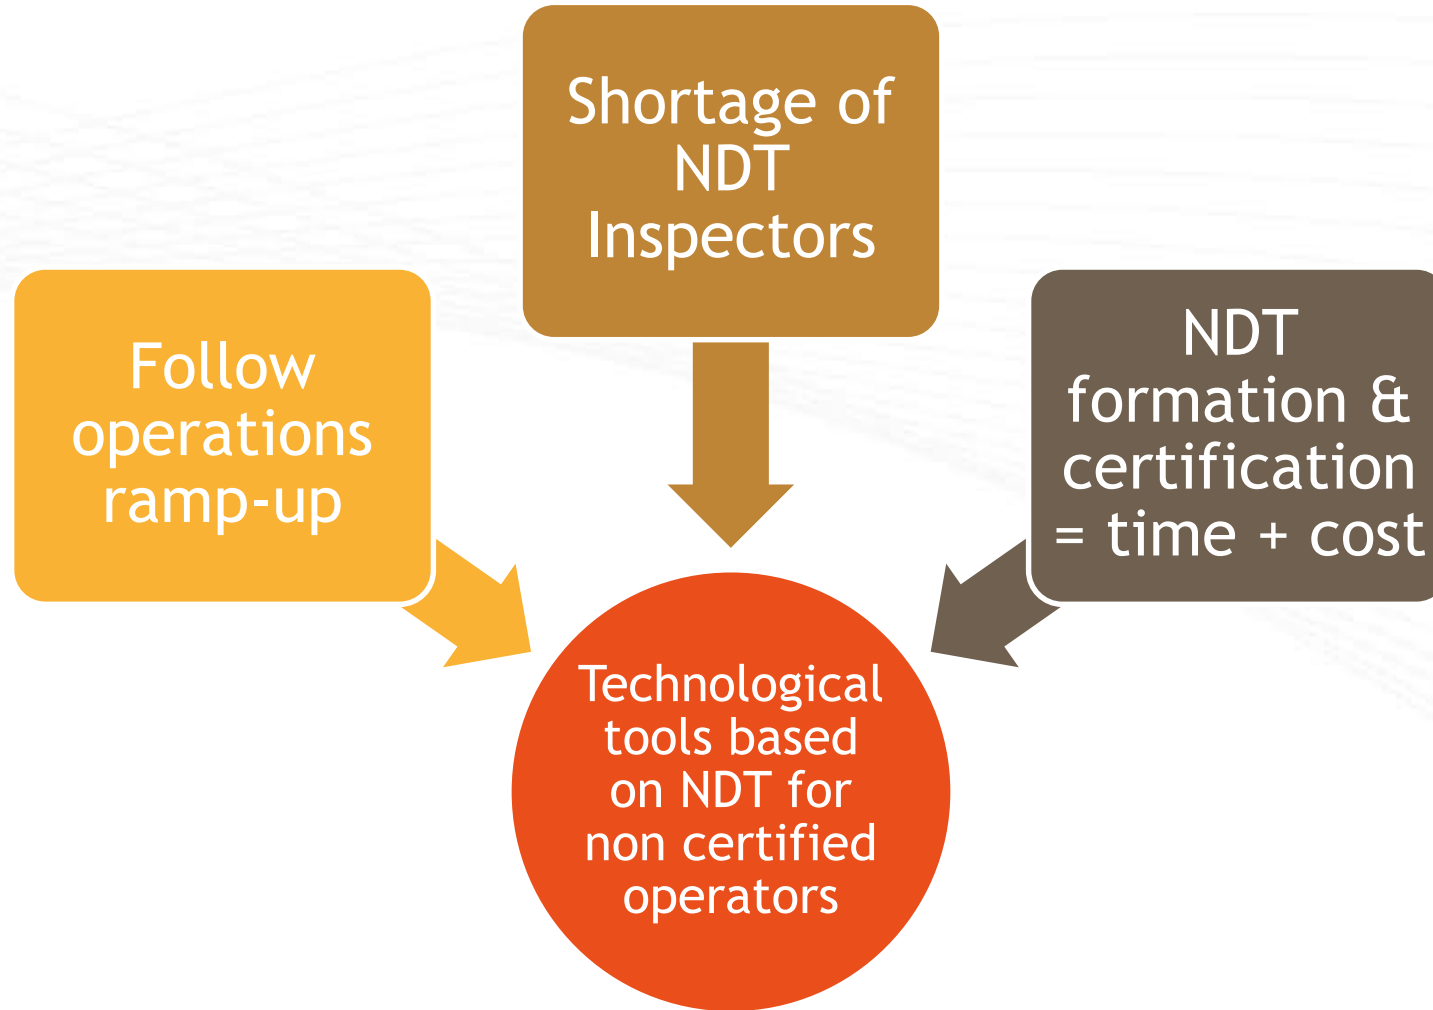 Shortage of
NDT
Inspectors
Follow
operations
ramp-up
NDT
formation &
certification
= time + cost
Technological
tools based
on NDT for
non certified
operators